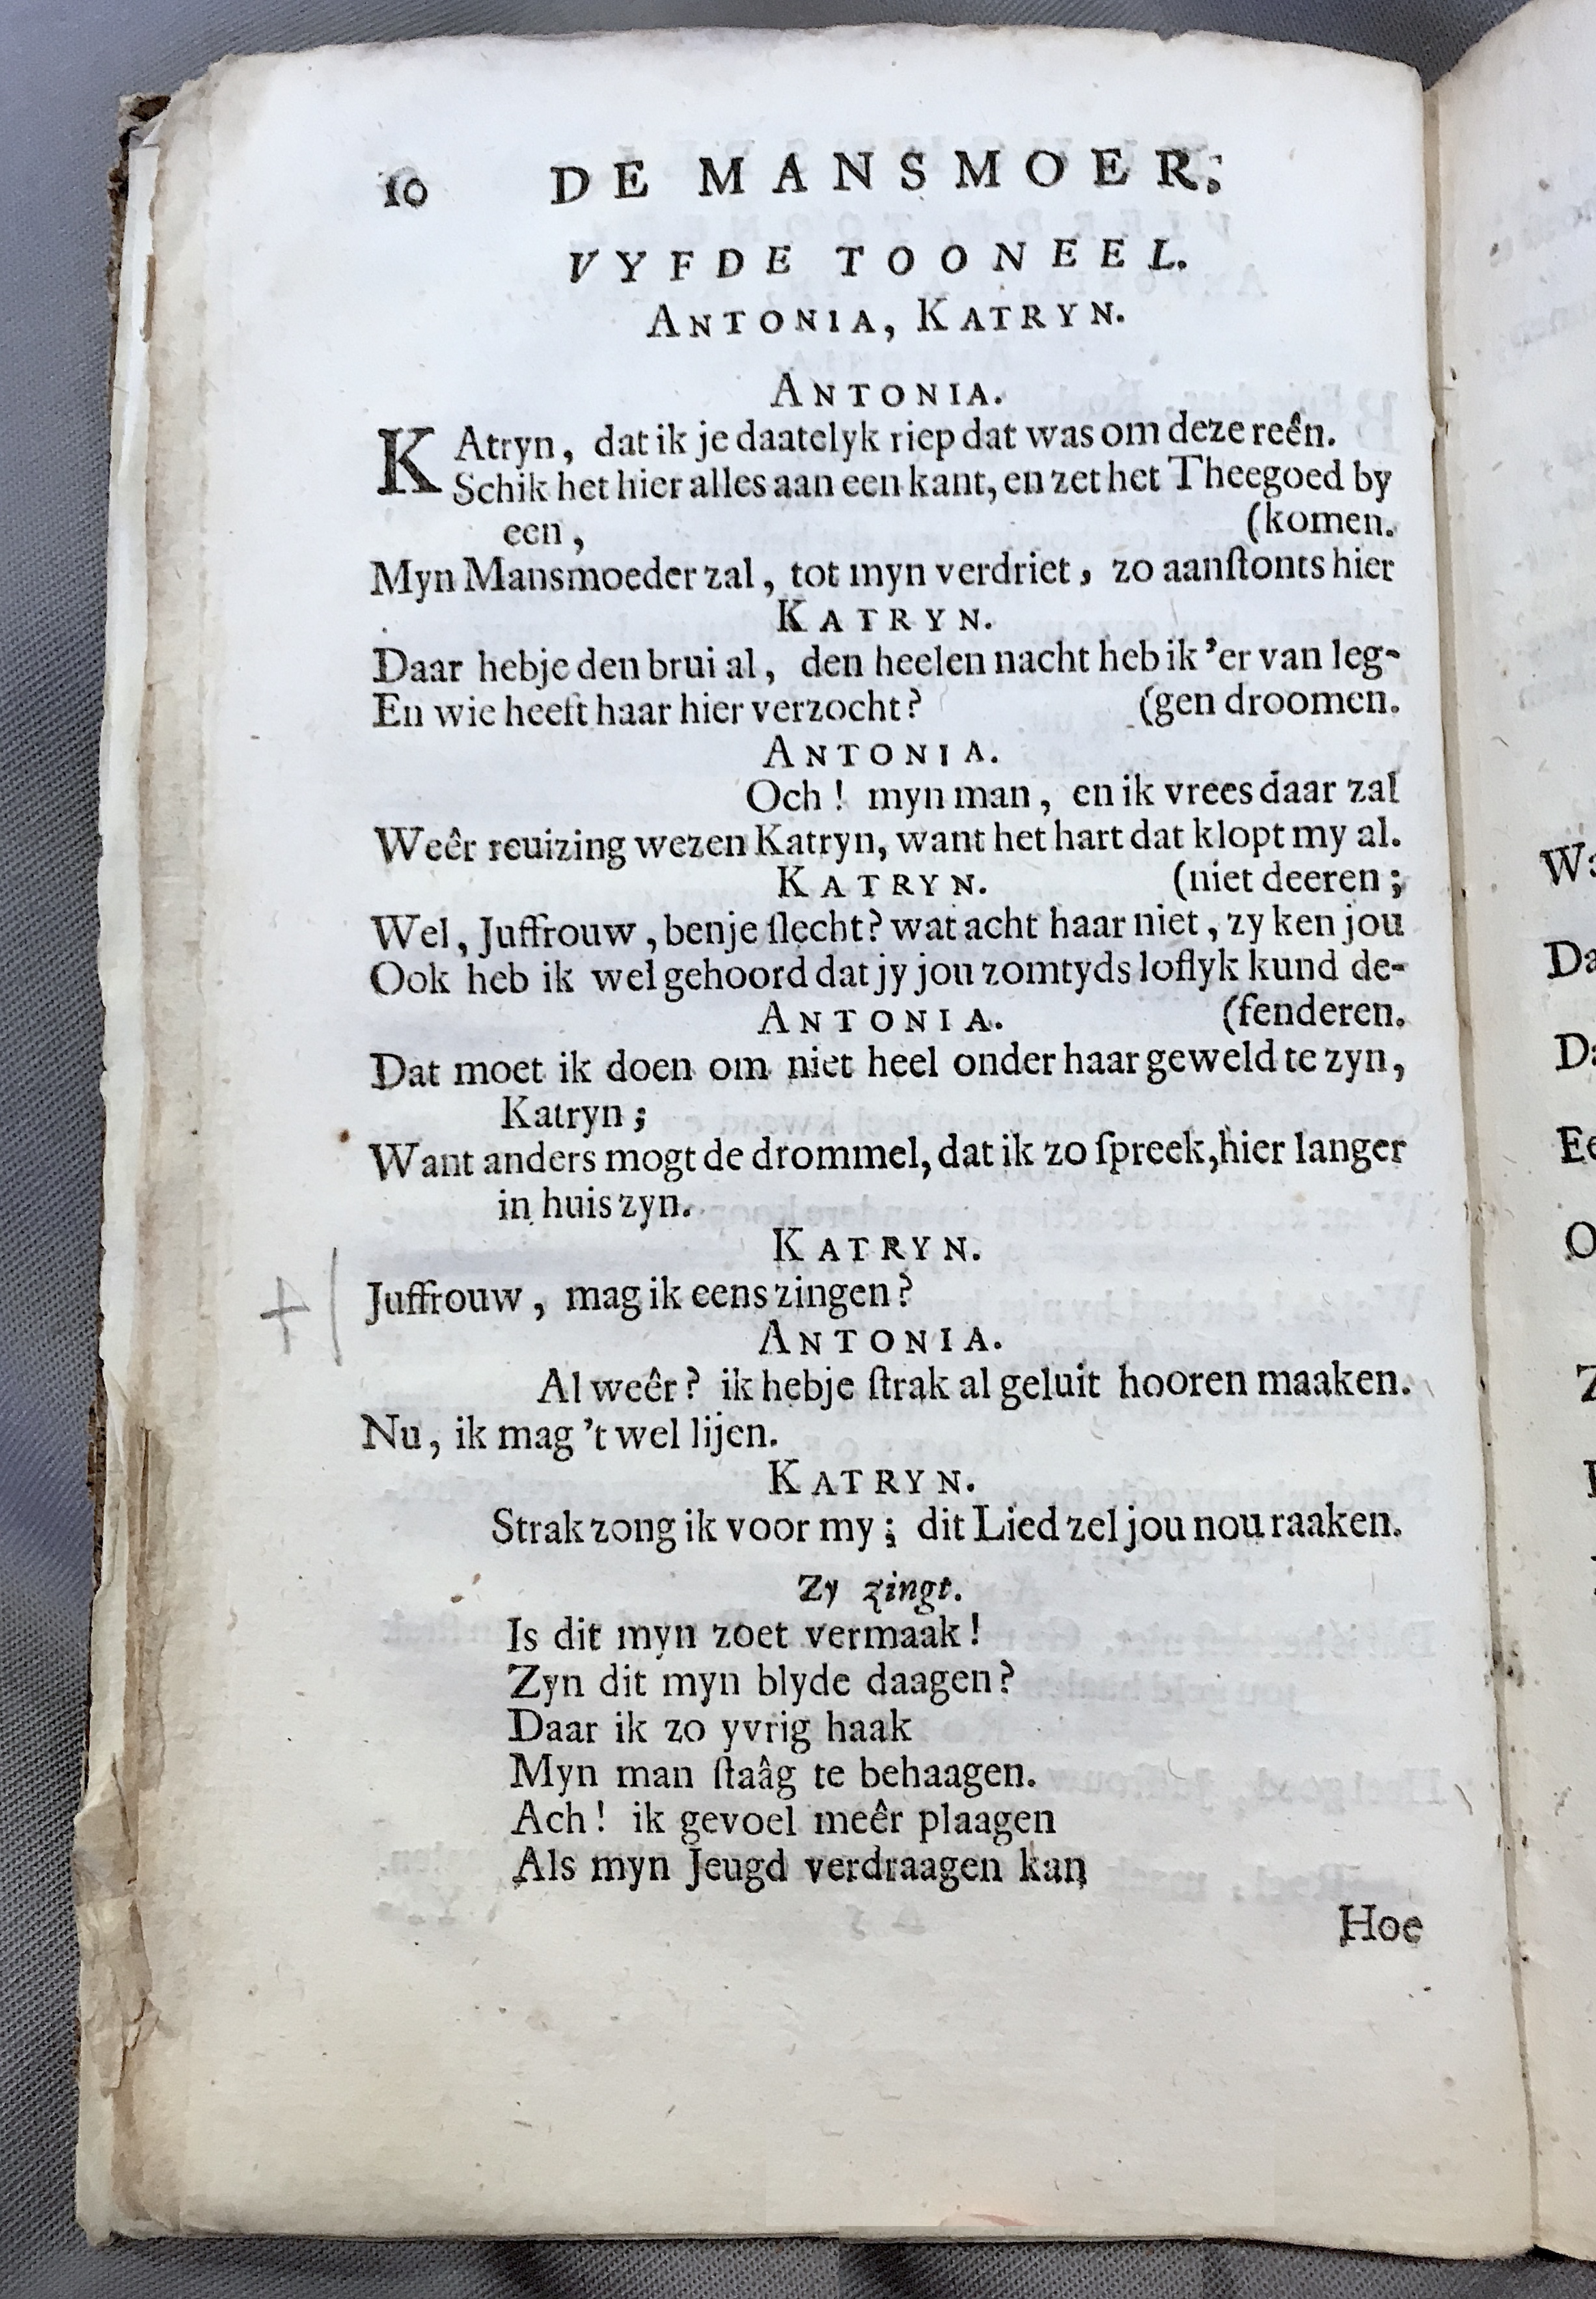 10 DE MANSMOER;
VYFDE TOONEEL.
ANTONIA, KATRYN.
ANTONIA.
KAtryn, dat ik je daatelyk riep dat was om deze reên.
Schik het hier alles aan een kant, en zet het Theegoed by
een, (komen.
Myn Mansmoeder zal, tot myn verdriet, zo aanſtonts hier
KATRYN.
Daar hebje den brui al, den heelen nacht heb ik 'er van leg-
En wie heeft haar hier verzocht? (gen droomen.
ANTONIA.
Och! myn man, en ik vrees daar zal
Weêr reuizing wezen Katryn, want het hart dat klopt my al.
KATRYN. (niet deeren;
Wel, Juffrouw, benje ſlecht? wat acht haar niet, zy ken jou
Ook heb ik wel gehoord dat jy jou zomtyds loflyk kund de-
ANTONIA. (fenderen.
Dat moet ik doen om niet heel onder haar geweld te zyn,
Katryn;
Want anders mogt de drommel, dat ik zo ſpreek, hier langer
in huis zyn.
KATRYN.
Juffrouw, mag ik eens zingen?
ANTONIA.
Al weêr? ik hebje ſtrak al geluit hooren maaken.
Nu, ik mag 't wel lijen.
KATRYN.
Strak zong ik voor my; dit Lied zel jou nou raaken.
Zy zingt.
Is dit myn zoet vermaak!
Zyn dit myn blyde daagen?
Daar ik zo yvrig haak
Myn man ſtaâg te behaagen.
Ach! ik gevoel meêr plaagen
Als myn Jeugd verdraagen kan
Hoe